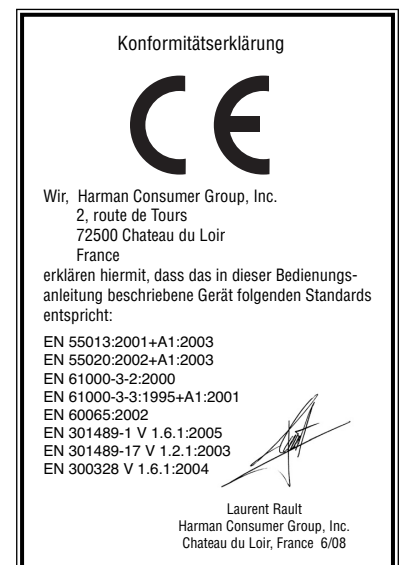 Konformitätserklärung
CE
Wir, Harman Consumer Group, Inc.
2, route de Tours
72500 Chateau du Loir
France
erklären hiermit, dass das in dieser Bedienungs-
anleitung beschriebene Gerät folgenden Standards
entspricht:
EN 55013:2001+A1:2003
EN 55020:2002+A1:2003
EN 61000-3-2:2000
EN 61000-3-3:1995+A1:2001
EN 60065:2002
EN 301489-1 V 1.6.1:2005
EN 301489-17 V 1.2.1:2003
EN 300328 V 1.6.1:2004
Laurent Rault
Harman Consumer Group, Inc.
Chateau du Loir, France 6/08